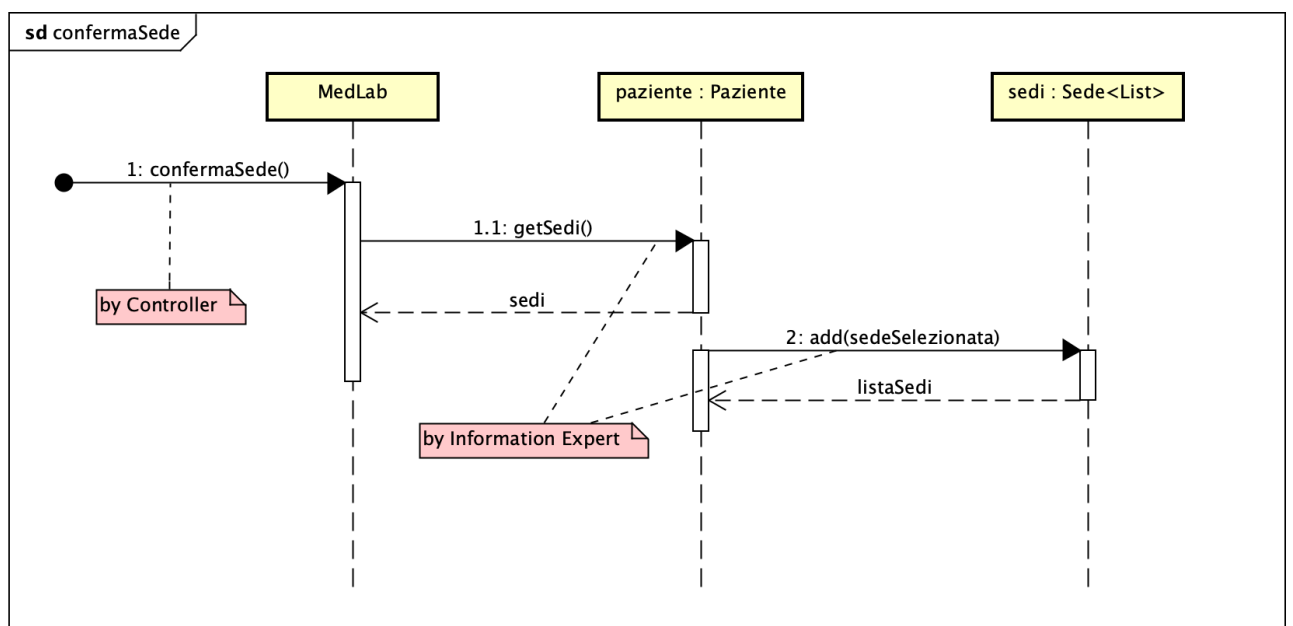 sd confermaSede
MedLab
paziente : Paziente
sedi : Sede<List>
1: confermaSede()
1.1: getSedi()
by Controller
sedi
2: add(sedeSelezionata)
listaSedi
by Information Expert